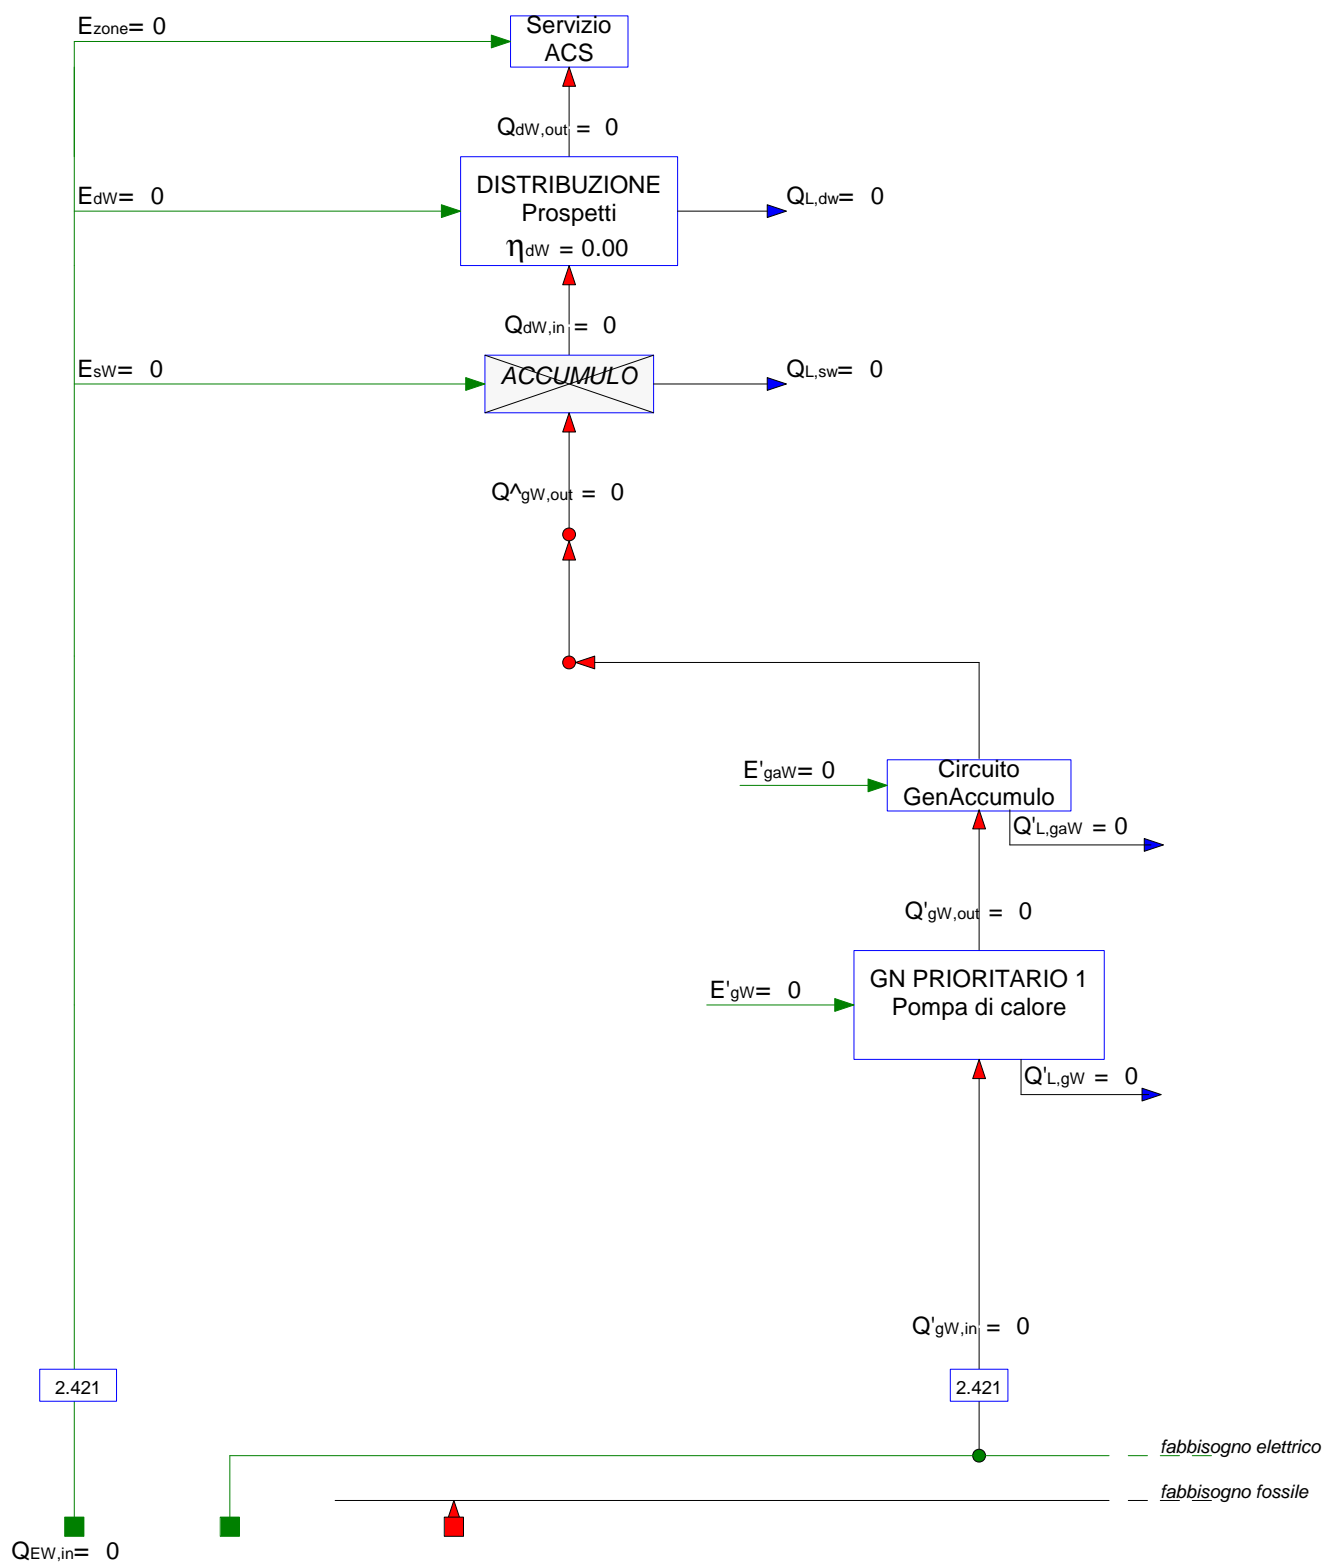 Ezone= 0
Servizio
ACS
QdW,out = 0
EdW= 0
DISTRIBUZIONE
Prospetti
ηdW = 0.00
QL,dw= 0
QdW,in = 0
EsW= 0
ACCUMULO
QL,sw= 0
Q^gW,out = 0
E'gaW= 0
Circuito
GenAccumulo
Q'L,gaW = 0
Q'gW,out = 0
E'gW= 0
GN PRIORITARIO 1
Pompa di calore
Q'L,gW = 0
Q'gW,in = 0
2.421
2.421
fabbisogno elettrico
fabbisogno fossile
QEW,in= 0